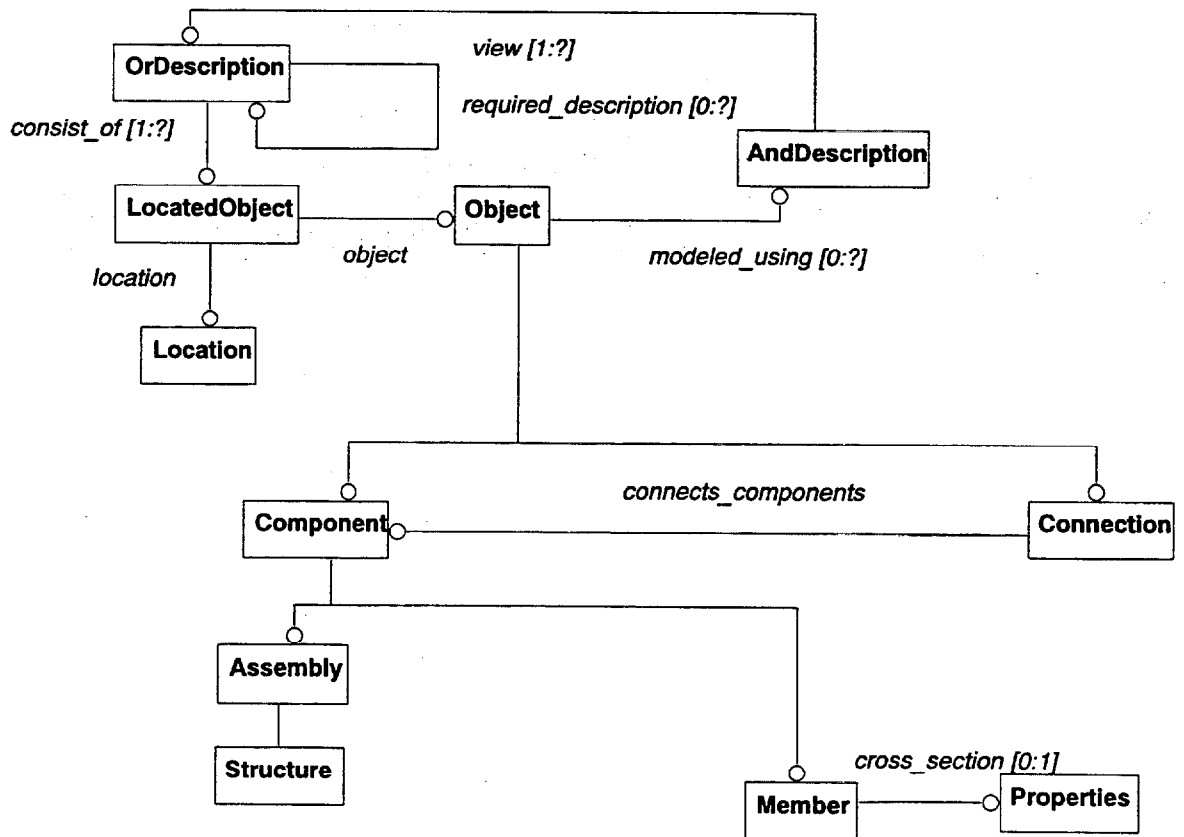 view [1:?]
OrDescription
required_description [0:?]
consist_of [1:?]
AndDescription
LocatedObject
Object
object
modeled_using [0:?]
location
Location
connects_components
Component
Connection
Assembly
Structure
cross_section [0:1]
Member
Properties